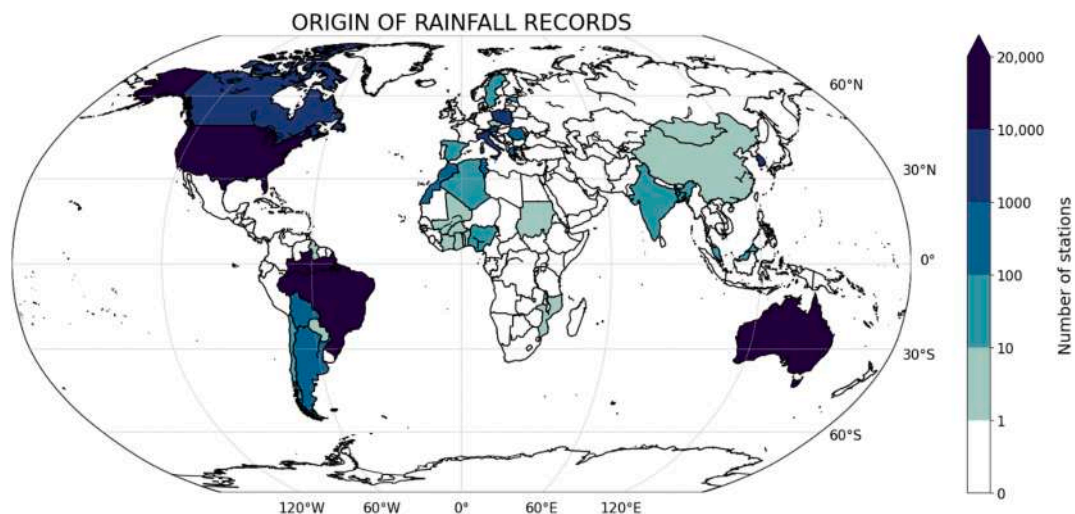 ORIGIN OF RAINFALL RECORDS
60°N
30°N
0°
30°S
60°S
120°W 60°W 0° 60°E 120°E
20,000
10,000
1000
100
10
1
0
Number of stations